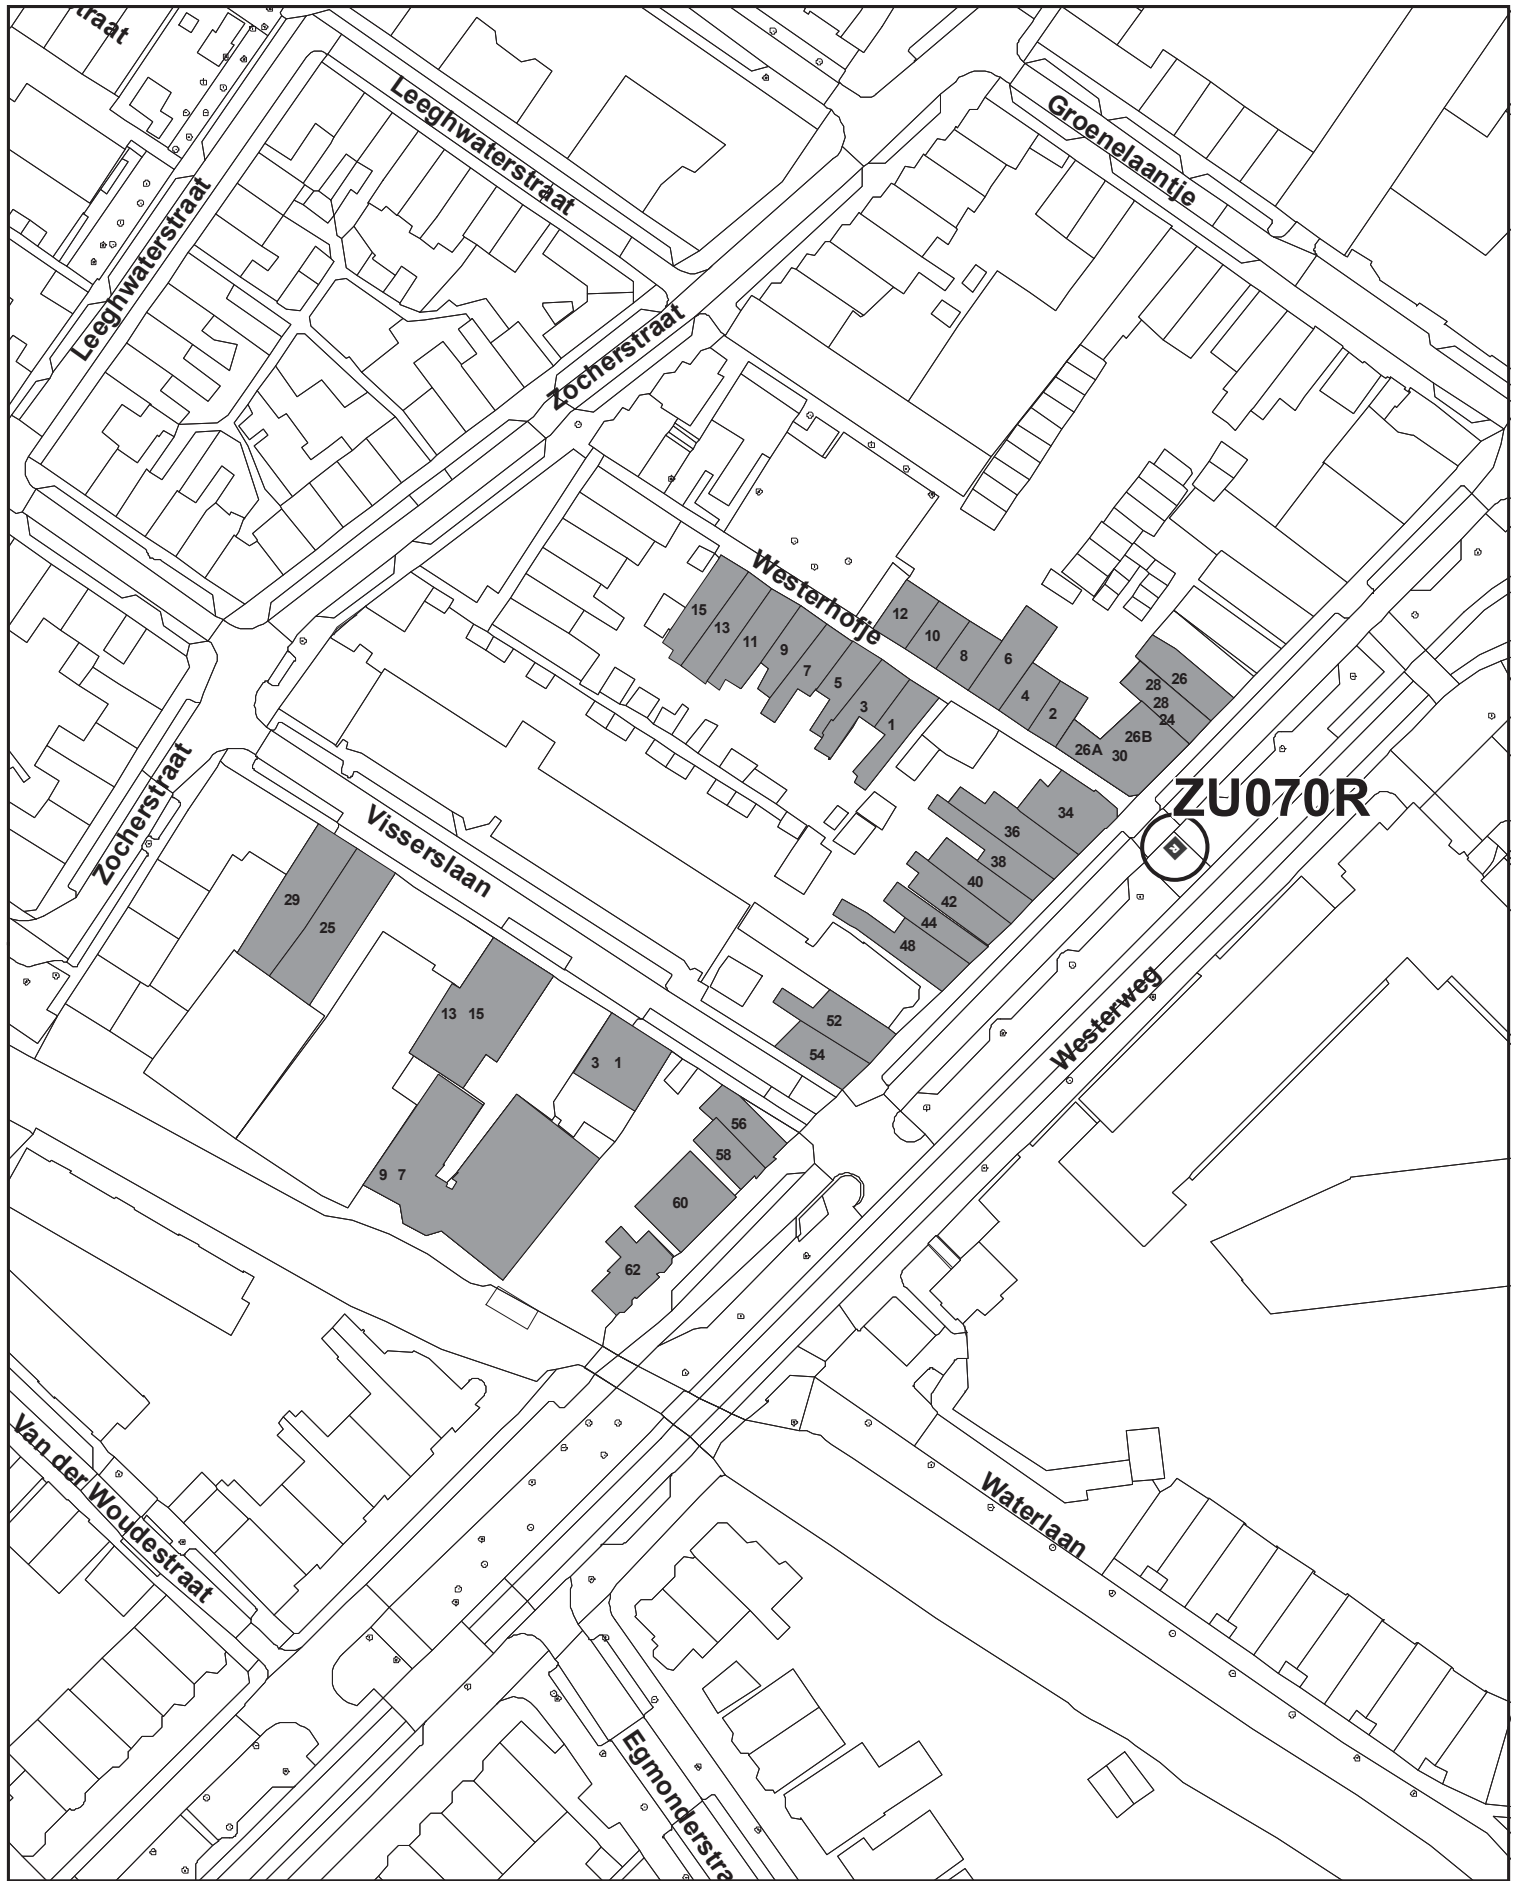 traat
Leeghwaterstraat
Groenelaantje
Leeghwaterstraat
Zocherstraat
Westerhofje
15
13
11
9
7
5
3
1
12
10
8
6
4
2
26
28
28
24
26B
26A
30
ZU070R
R
34
36
38
40
42
44
48
52
54
Zocherstraat
Visserslaan
29
25
13 15
3 1
9 7
56
58
60
62
Westerweg
Van der Woudestraat
Waterlaan
Egmonderstra